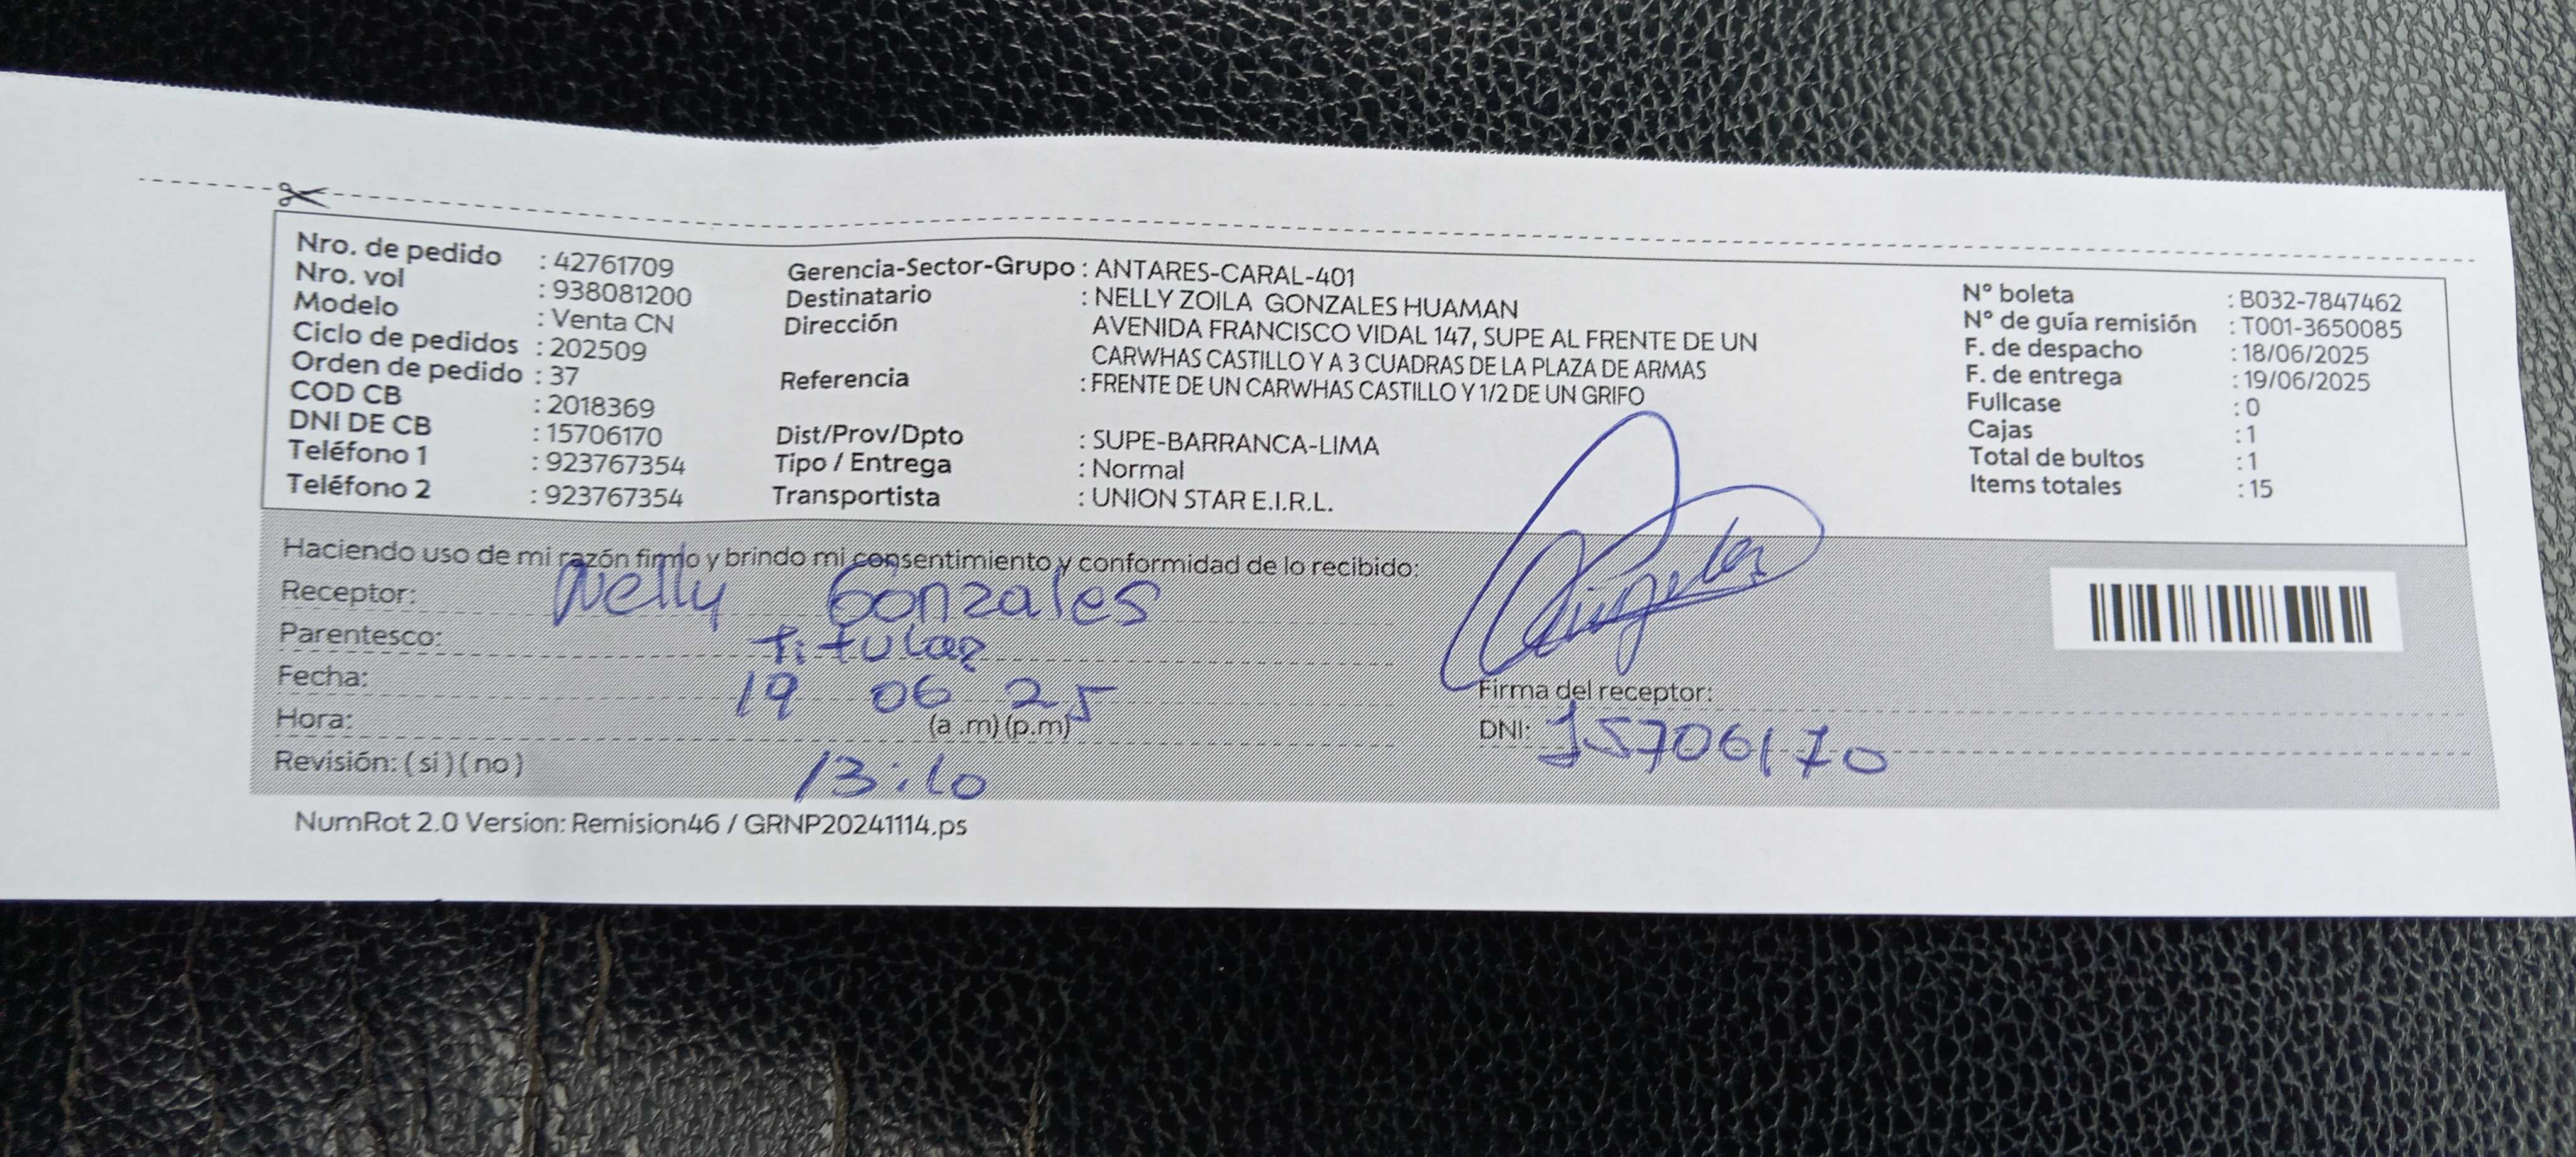 Nro. de pedido : 42761709
Nro. vol : 938081200
Modelo : Venta CN
Ciclo de pedidos : 202509
Orden de pedido : 37
COD CB : 2018369
DNI DE CB : 15706170
Teléfono 1 : 923767354
Teléfono 2 : 923767354
Gerencia-Sector-Grupo : ANTARES-CARAL-401
Destinatario : NELLY ZOILA GONZALES HUAMAN
Dirección AVENIDA FRANCISCO VIDAL 147, SUPE AL FRENTE DE UN
CARWHAS CASTILLO Y A 3 CUADRAS DE LA PLAZA DE ARMAS
Referencia : FRENTE DE UN CARWHAS CASTILLO Y 1/2 DE UN GRIFO
Dist/Prov/Dpto : SUPE-BARRANCA-LIMA
Tipo / Entrega : Normal
Transportista : UNION STAR E.I.R.L.
N° boleta : B032-7847462
N° de guía remisión : T001-3650085
F. de despacho : 18/06/2025
F. de entrega : 19/06/2025
Fullcase : 0
Cajas : 1
Total de bultos : 1
Items totales : 15
Haciendo uso de mi razón firmo y brindo mi consentimiento y conformidad de lo recibido:
Receptor: Nelly Gonzales
Parentesco: Titular
Fecha: 19 06 25
Hora: (a .m) (p.m)
Revisión: ( si ) ( no ) 13:10
Firma del receptor:
DNI: 15706170
NumRot 2.0 Version: Remision46 / GRNP20241114.ps